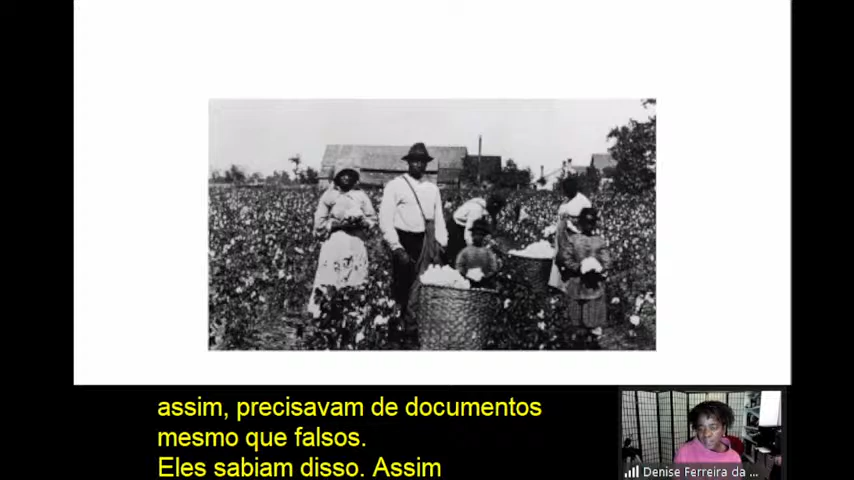 assim, precisavam de documentos
mesmo que falsos.
Eles sabiam disso. Assim
Denise Ferreira da ...